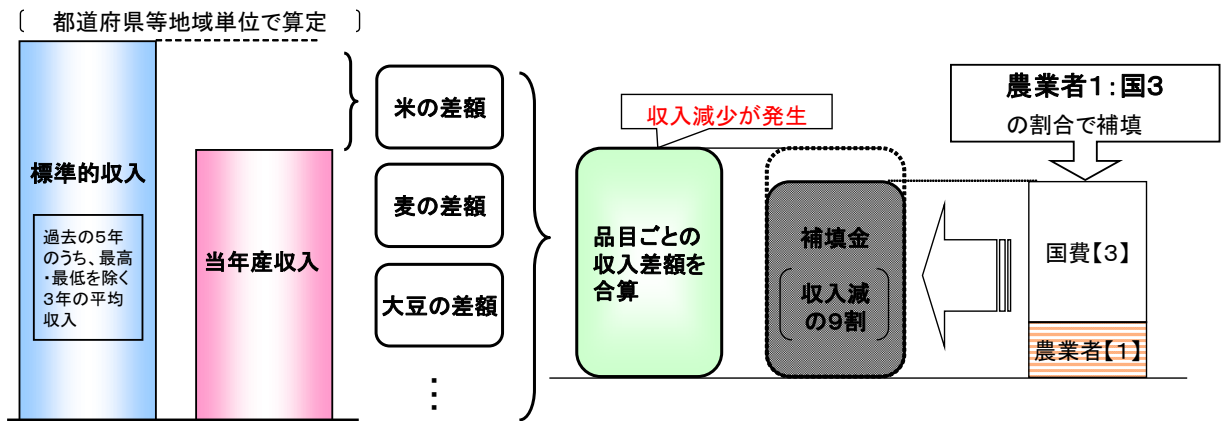 〔 都道府県等地域単位で算定 〕
標準的収入
過去の５年
のうち、最高
・最低を除く
３年の平均
収入
当年産収入
米の差額
麦の差額
大豆の差額
⋮
収入減少が発生
品目ごとの
収入差額を
合算
補填金
収入減
の９割
農業者１：国３
の割合で補填
国費【３】
農業者【１】